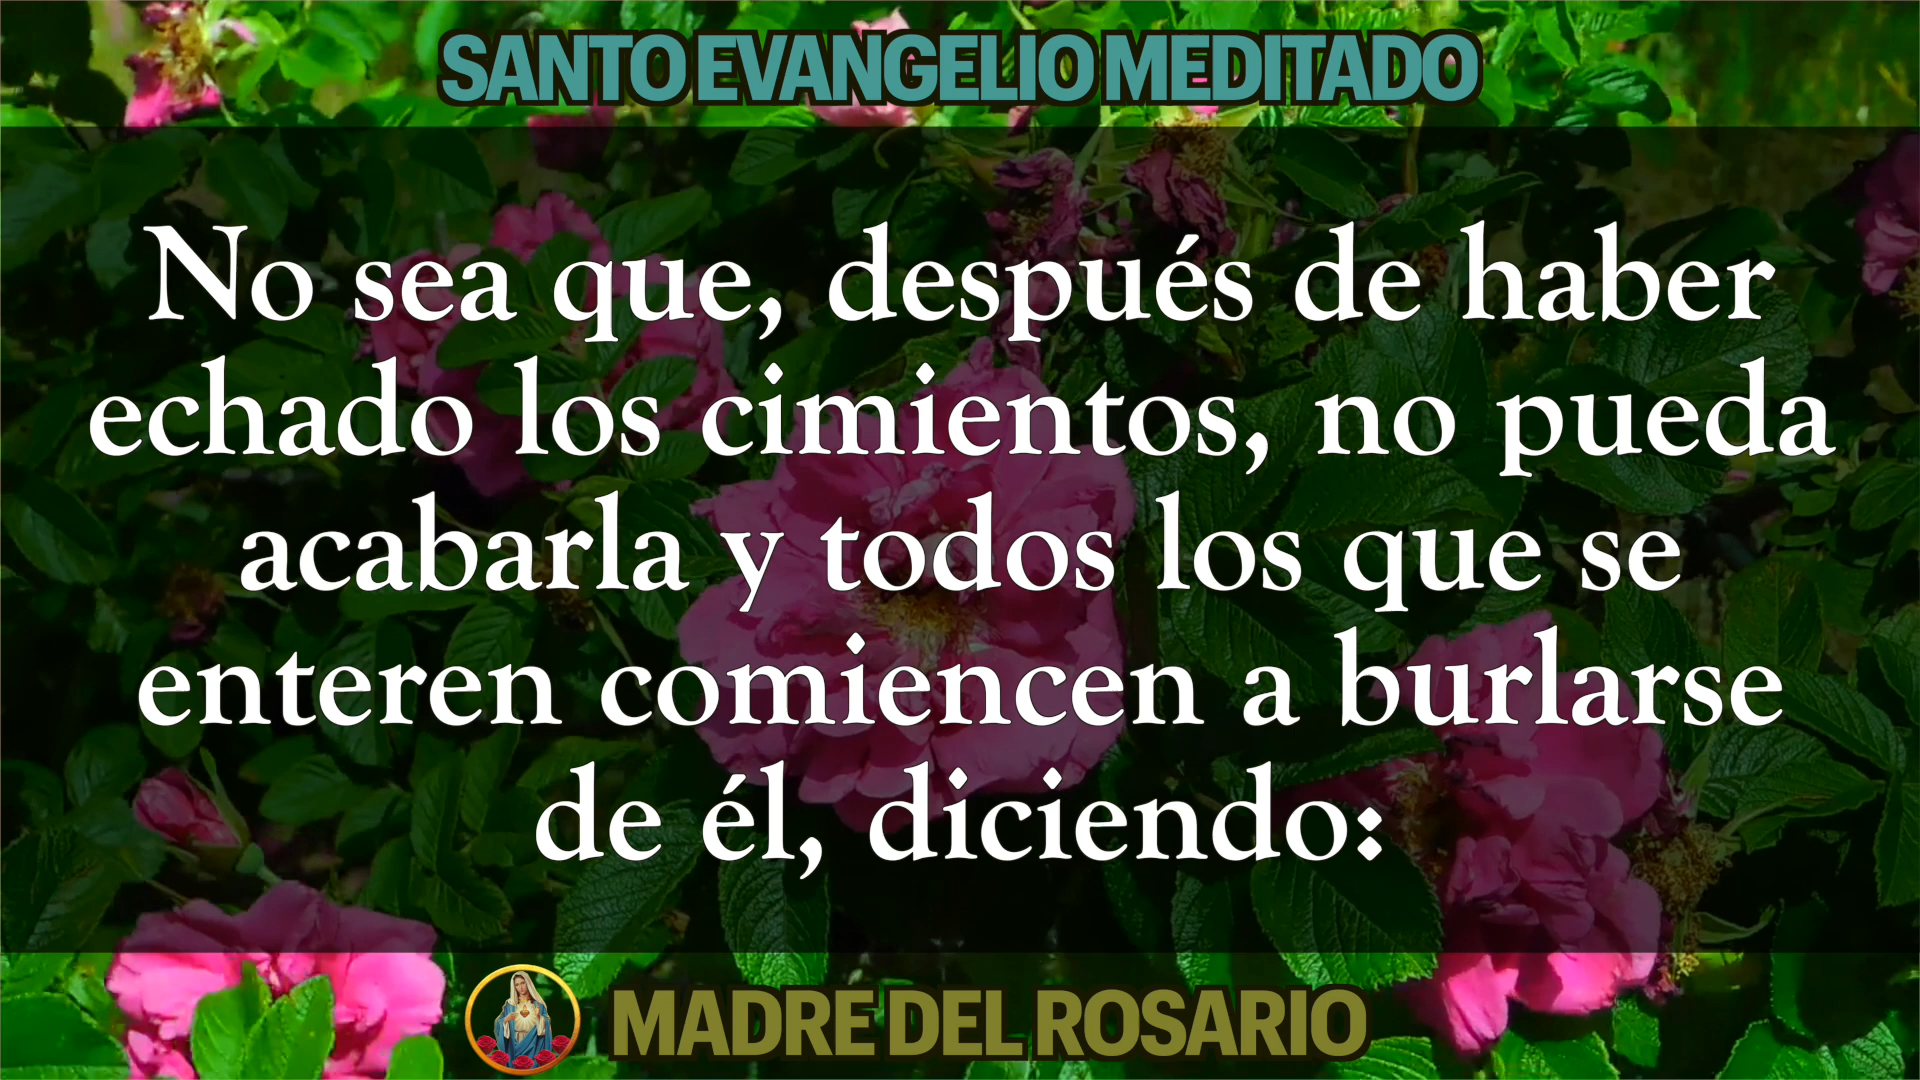 SANTO EVANGELIO MEDITADO
No sea que, después de haber
echado los cimientos, no pueda
acabarla y todos los que se
enteren comiencen a burlarse
de él, diciendo:
MADRE DEL ROSARIO